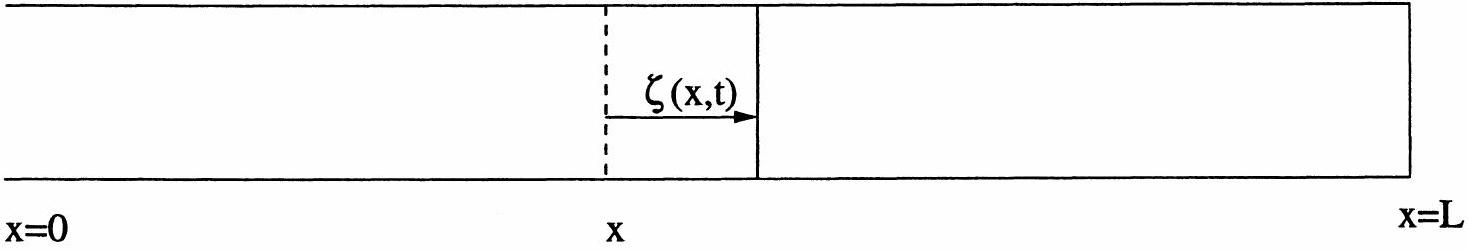 ζ(x,t)
x=0
x
x=L